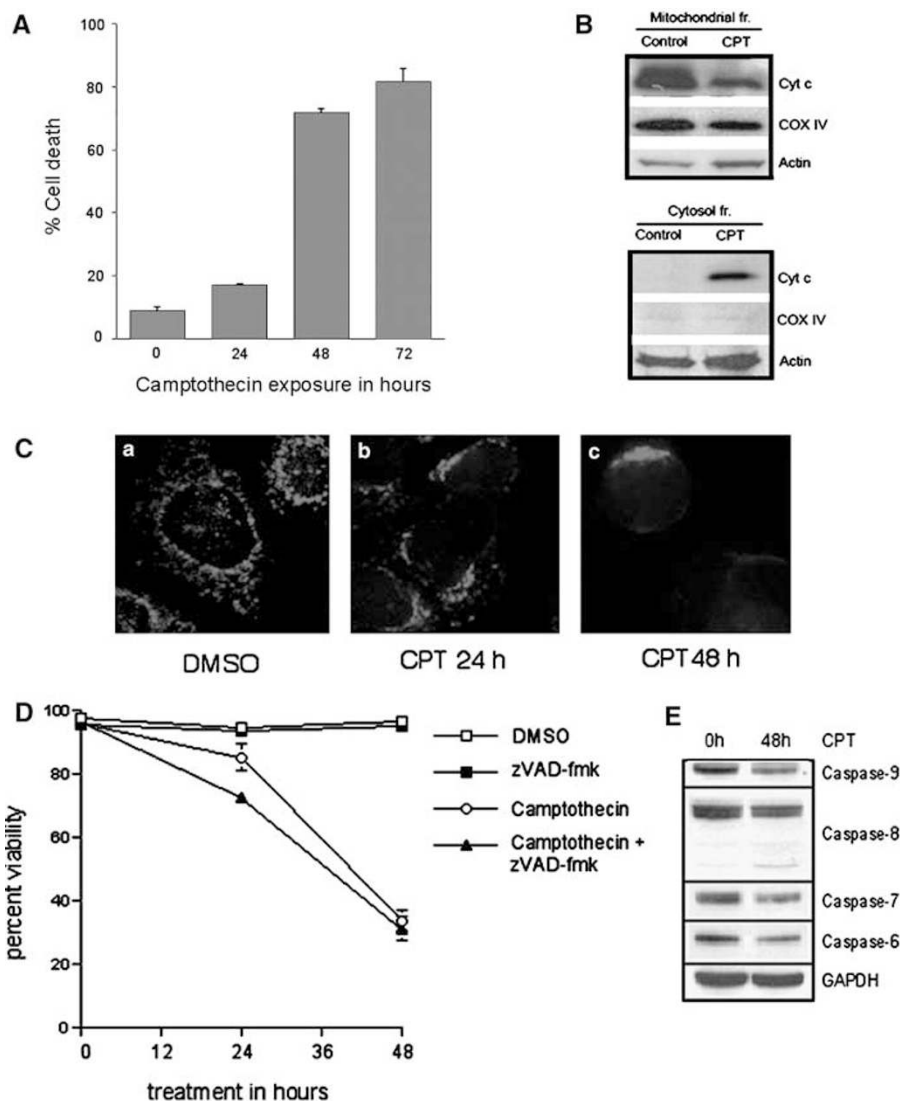 A
% Cell death
100
80
60
40
20
0
0 24 48 72
Camptothecin exposure in hours
B
Mitochondrial fr.
Control CPT
Cyt c
COX IV
Actin
Cytosol fr.
Control CPT
Cyt c
COX IV
Actin
C
a b c
DMSO CPT 24 h CPT 48 h
D
percent viability
100
80
60
40
20
0
0 12 24 36 48
treatment in hours
DMSO
zVAD-fmk
Camptothecin
Camptothecin +
zVAD-fmk
E
0h 48h CPT
Caspase-9
Caspase-8
Caspase-7
Caspase-6
GAPDH